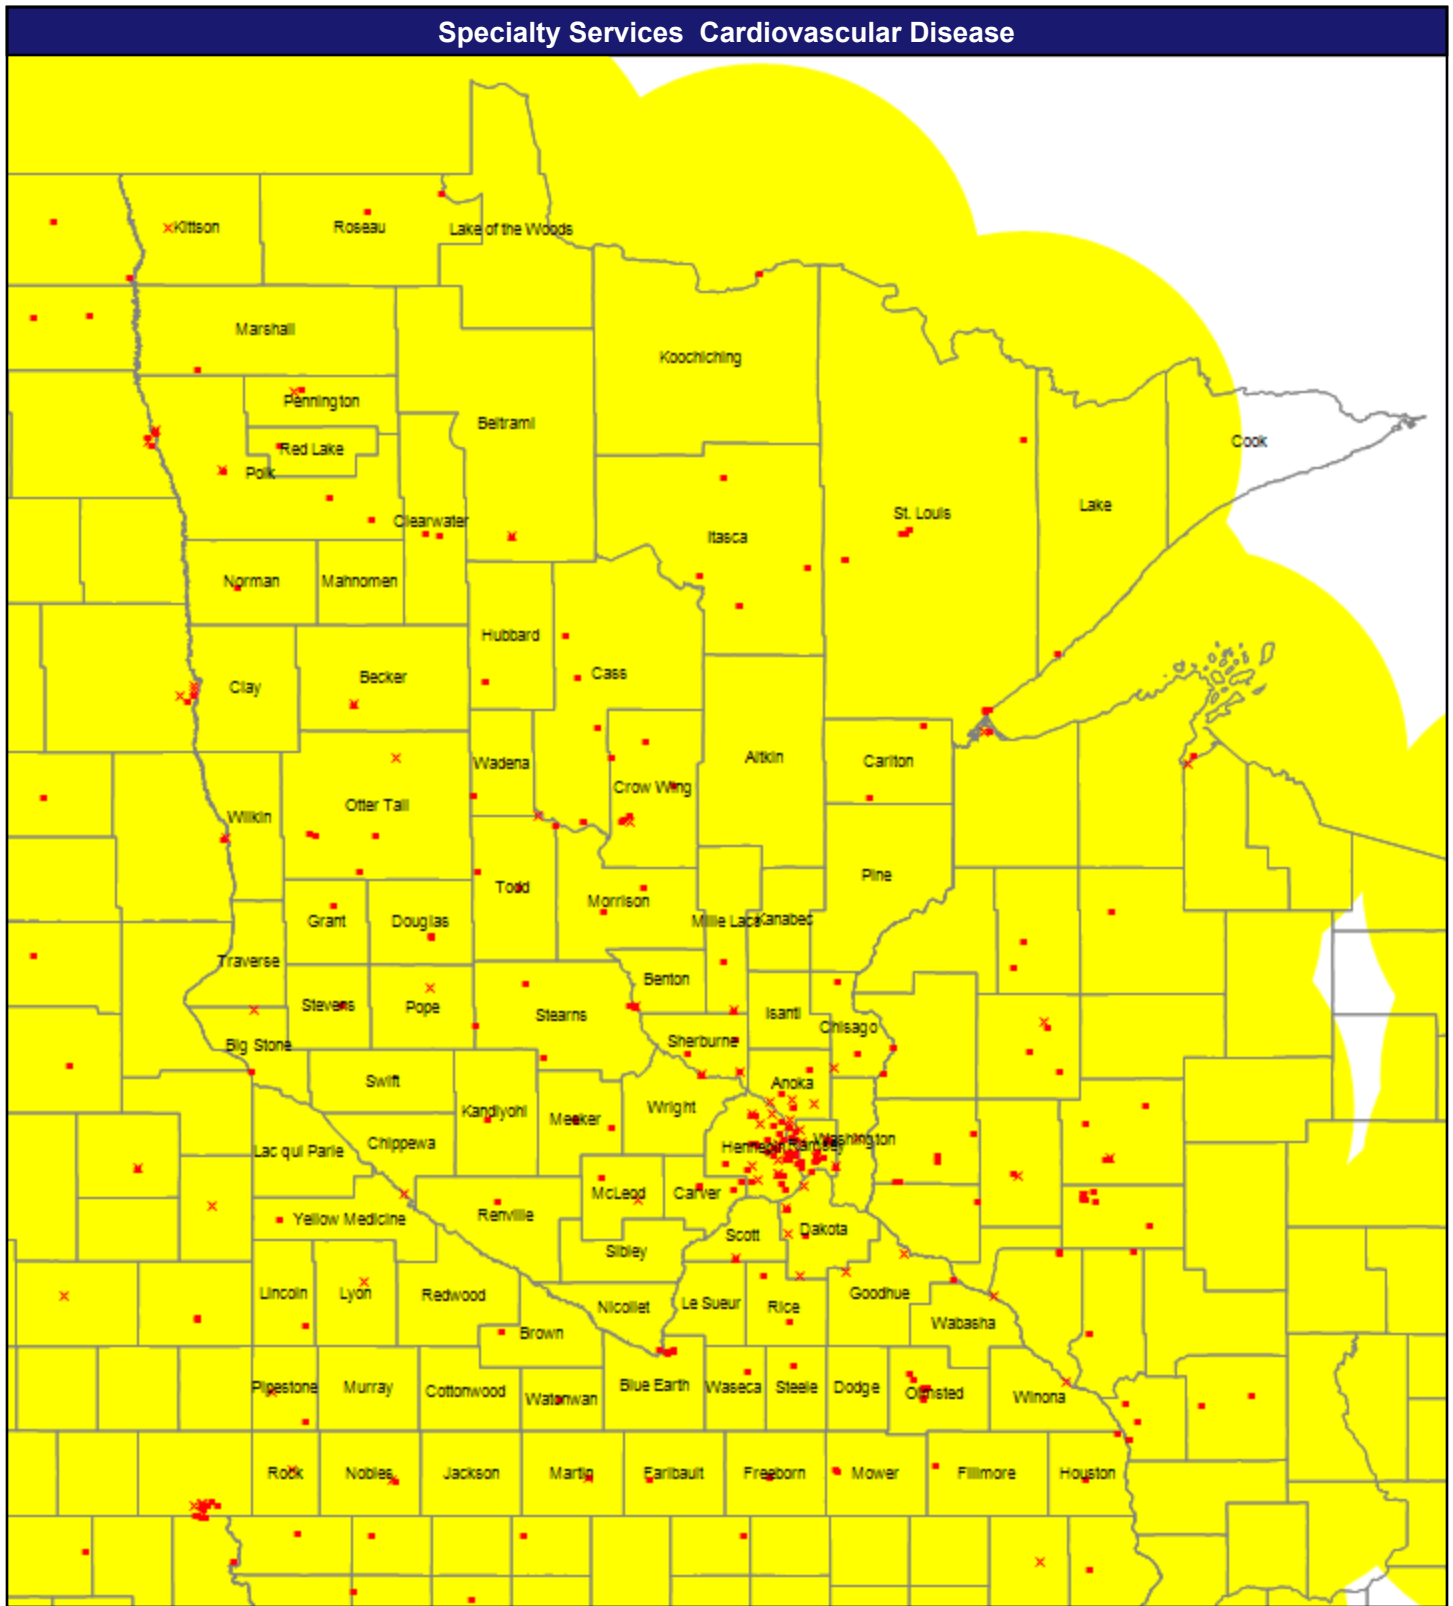 Specialty Services  Cardiovascular Disease
Kittson
Roseau
Lake of the Woods
Marshall
Koochiching
Pennington
Beltrami
Red Lake
Cook
Polk
Lake
St. Louis
Clearwater
Itasca
Norman
Mahnomen
Hubbard
Cass
Becker
Clay
Aitkin
Carlton
Wadena
Crow Wing
Otter Tail
Wilkin
Pine
Todd
Morrison
Grant
Douglas
Mille Lacs
Kanabec
Traverse
Benton
Stevens
Pope
Stearns
Isanti
Chisago
Sherburne
Big Stone
Swift
Anoka
Kandiyohi
Meeker
Wright
Chippewa
Washington
Hennepin
Ramsey
Lac qui Parle
McLeod
Carver
Yellow Medicine
Renville
Scott
Dakota
Sibley
Lincoln
Lyon
Redwood
Goodhue
Nicollet
Le Sueur
Rice
Wabasha
Brown
Pipestone
Murray
Cottonwood
Watonwan
Blue Earth
Waseca
Steele
Dodge
Olmsted
Winona
Rock
Nobles
Jackson
Martin
Faribault
Freeborn
Mower
Fillmore
Houston